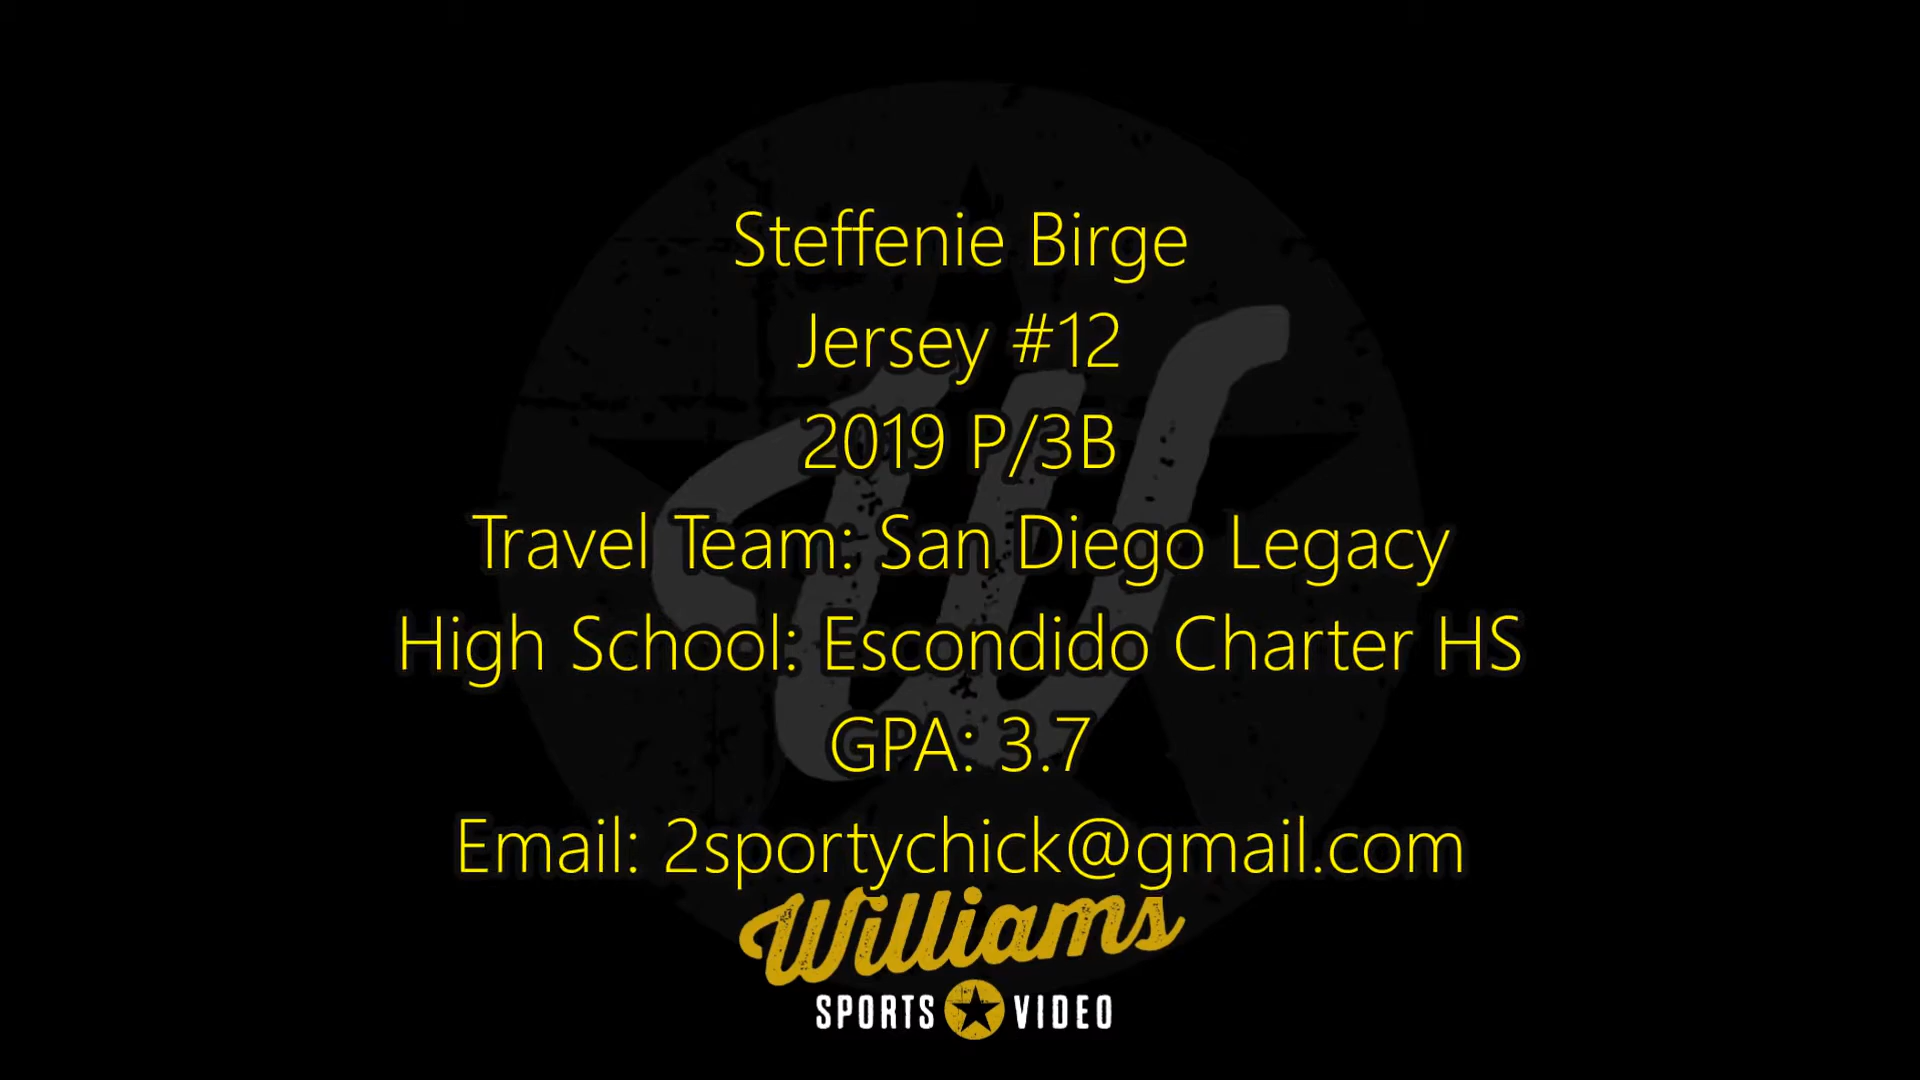 Steffenie Birge
Jersey #12
2019 P/3B
Travel Team: San Diego Legacy
High School: Escondido Charter HS
GPA: 3.7
Email: 2sportychick@gmail.com
Williams
SPORTS VIDEO